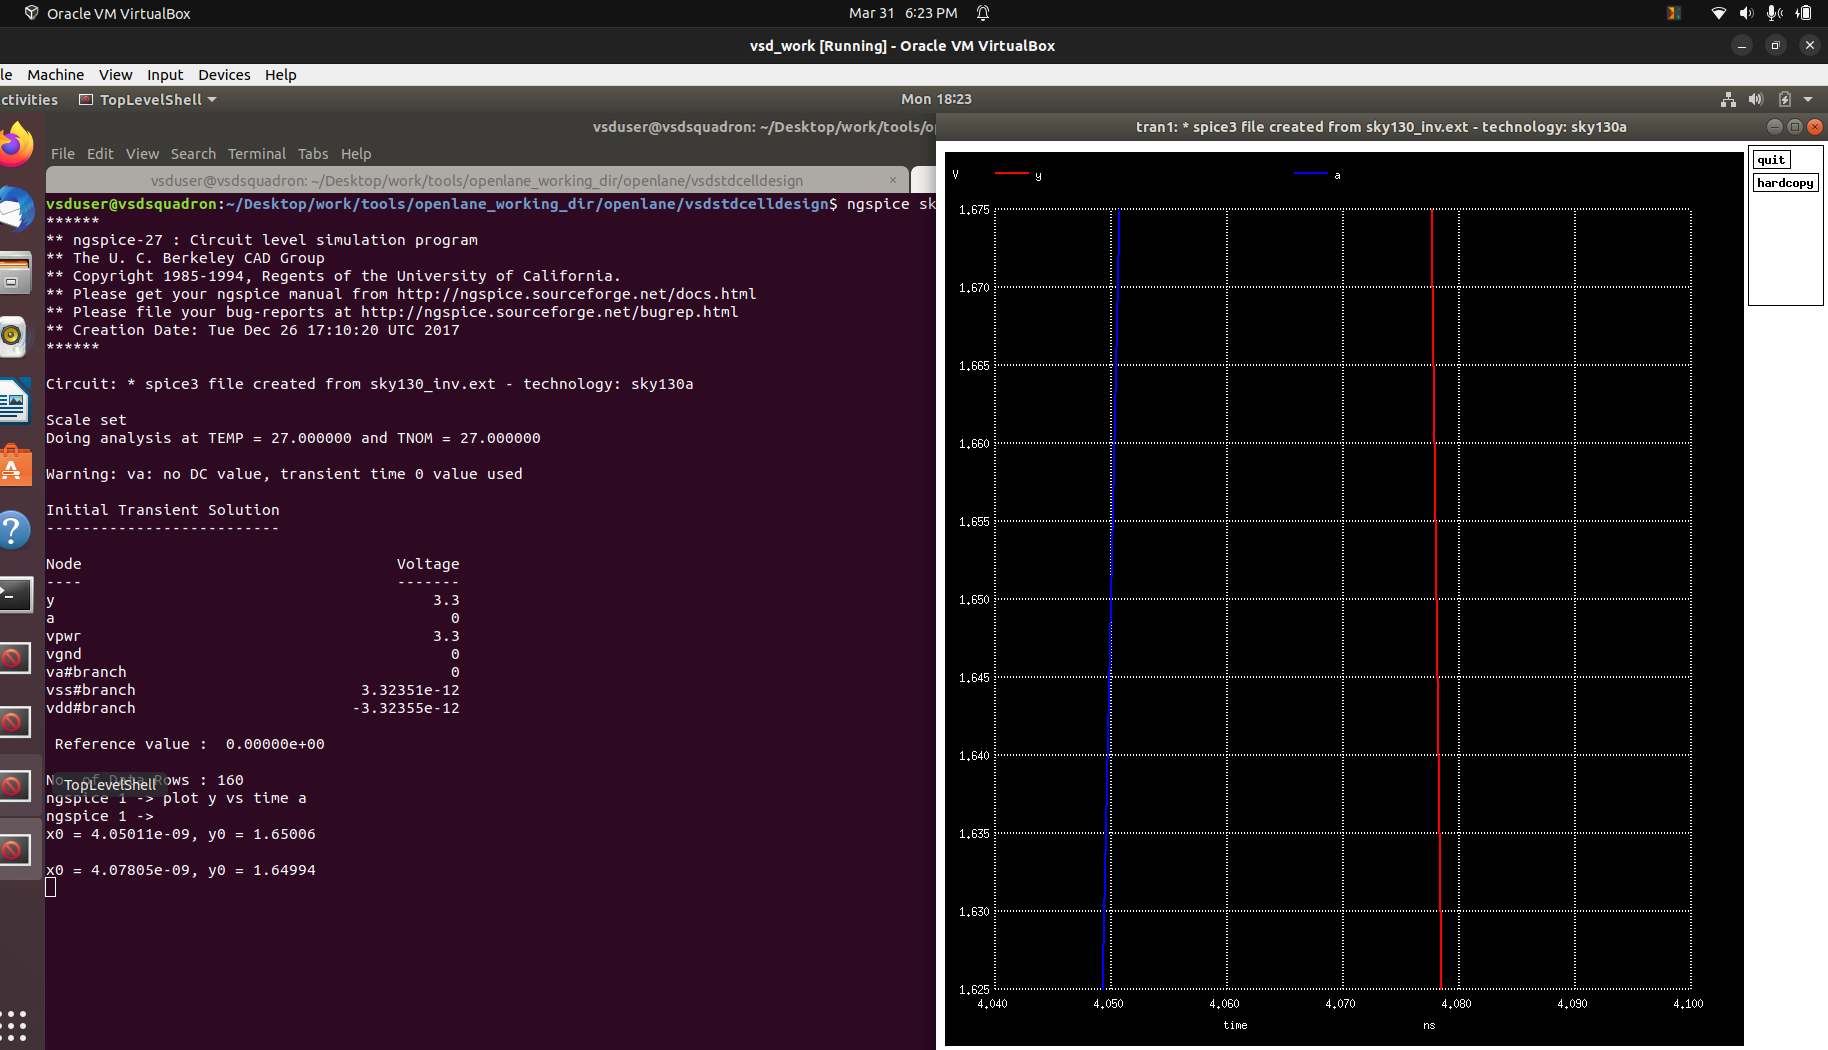 Oracle VM VirtualBox
Mar 31 6:23 PM
vsd_work [Running] - Oracle VM VirtualBox
le Machine View Input Devices Help
ctivities TopLevelShell
Mon 18:23
vsduser@vsdsquadron: ~/Desktop/work/tools/o
File Edit View Search Terminal Tabs Help
vsduser@vsdsquadron: ~/Desktop/work/tools/openlane_working_dir/openlane/vsdstdcelldesign ×
vsduser@vsdsquadron:~/Desktop/work/tools/openlane_working_dir/openlane/vsdstdcelldesign$ ngspice sk
******
** ngspice-27 : Circuit level simulation program
** The U. C. Berkeley CAD Group
** Copyright 1985-1994, Regents of the University of California.
** Please get your ngspice manual from http://ngspice.sourceforge.net/docs.html
** Please file your bug-reports at http://ngspice.sourceforge.net/bugrep.html
** Creation Date: Tue Dec 26 17:10:20 UTC 2017
******
Circuit: * spice3 file created from sky130_inv.ext - technology: sky130a
Scale set
Doing analysis at TEMP = 27.000000 and TNOM = 27.000000
Warning: va: no DC value, transient time 0 value used
Initial Transient Solution
--------------------------
Node Voltage
---- -------
y 3.3
a 0
vpwr 3.3
vgnd 0
va#branch 0
vss#branch 3.32351e-12
vdd#branch -3.32355e-12
Reference value : 0.00000e+00
No. of Data Rows : 160
TopLevelShell
ngspice 1 -> plot y vs time a
ngspice 1 ->
x0 = 4.05011e-09, y0 = 1.65006
x0 = 4.07805e-09, y0 = 1.64994
tran1: * spice3 file created from sky130_inv.ext - technology: sky130a
quit
hardcopy
V y a
1.675
1.670
1.665
1.660
1.655
1.650
1.645
1.640
1.635
1.630
1.625
4.040 4.050 4.060 4.070 4.080 4.090 4.100
time ns